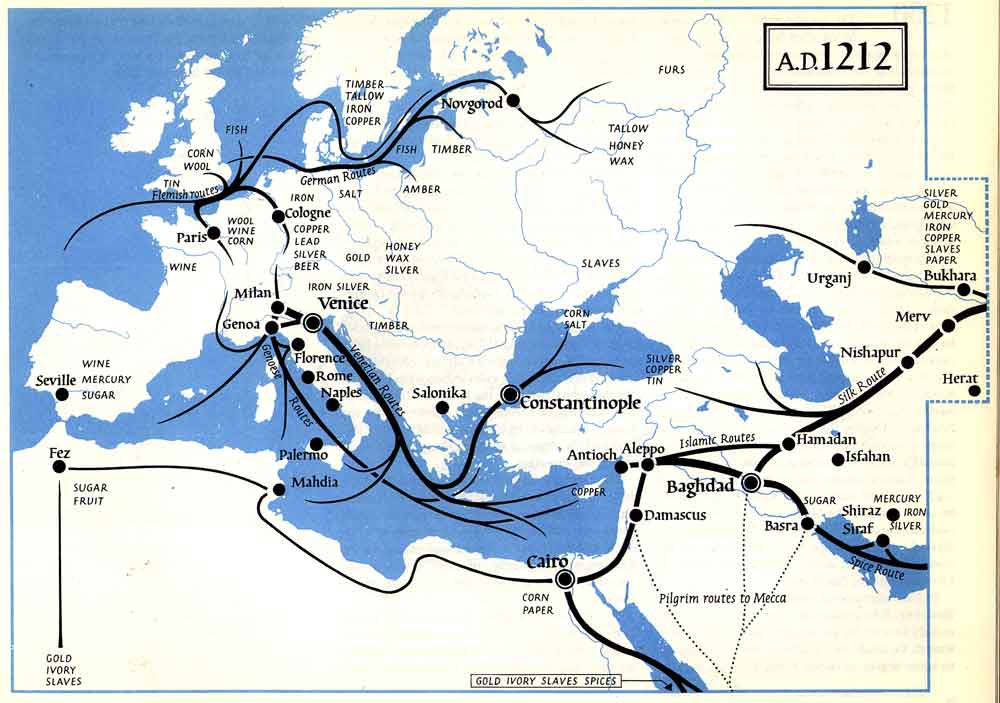 A.D.1212
FURS
TIMBER
TALLOW
IRON
COPPER
Novgorod
FISH
TALLOW
HONEY
WAX
CORN
WOOL
FISH
TIMBER
TIN
Flemish routes
German Routes
SALT
AMBER
IRON
Cologne
COPPER
LEAD
SILVER
BEER
WOOL
WINE
CORN
Paris
WINE
GOLD
HONEY
WAX
SILVER
SLAVES
SILVER
GOLD
MERCURY
IRON
COPPER
SLAVES
PAPER
Urganj
Bukhara
Milan
IRON SILVER
Venice
Genoa
TIMBER
CORN
SALT
Merv
Nishapur
Florence
Genoese
Routes
Venetian Routes
Rome
Naples
WINE
MERCURY
SUGAR
Seville
Salonika
Constantinople
SILVER
COPPER
TIN
Silk Route
Herat
Fez
SUGAR
FRUIT
Palermo
Mahdia
Antioch
Aleppo
Islamic Routes
Hamadan
Isfahan
COPPER
Baghdad
Damascus
SUGAR
Basra
MERCURY
Shiraz
IRON
Siraf
SILVER
Spice Route
Cairo
CORN
PAPER
Pilgrim routes to Mecca
GOLD
IVORY
SLAVES
GOLD IVORY SLAVES SPICES